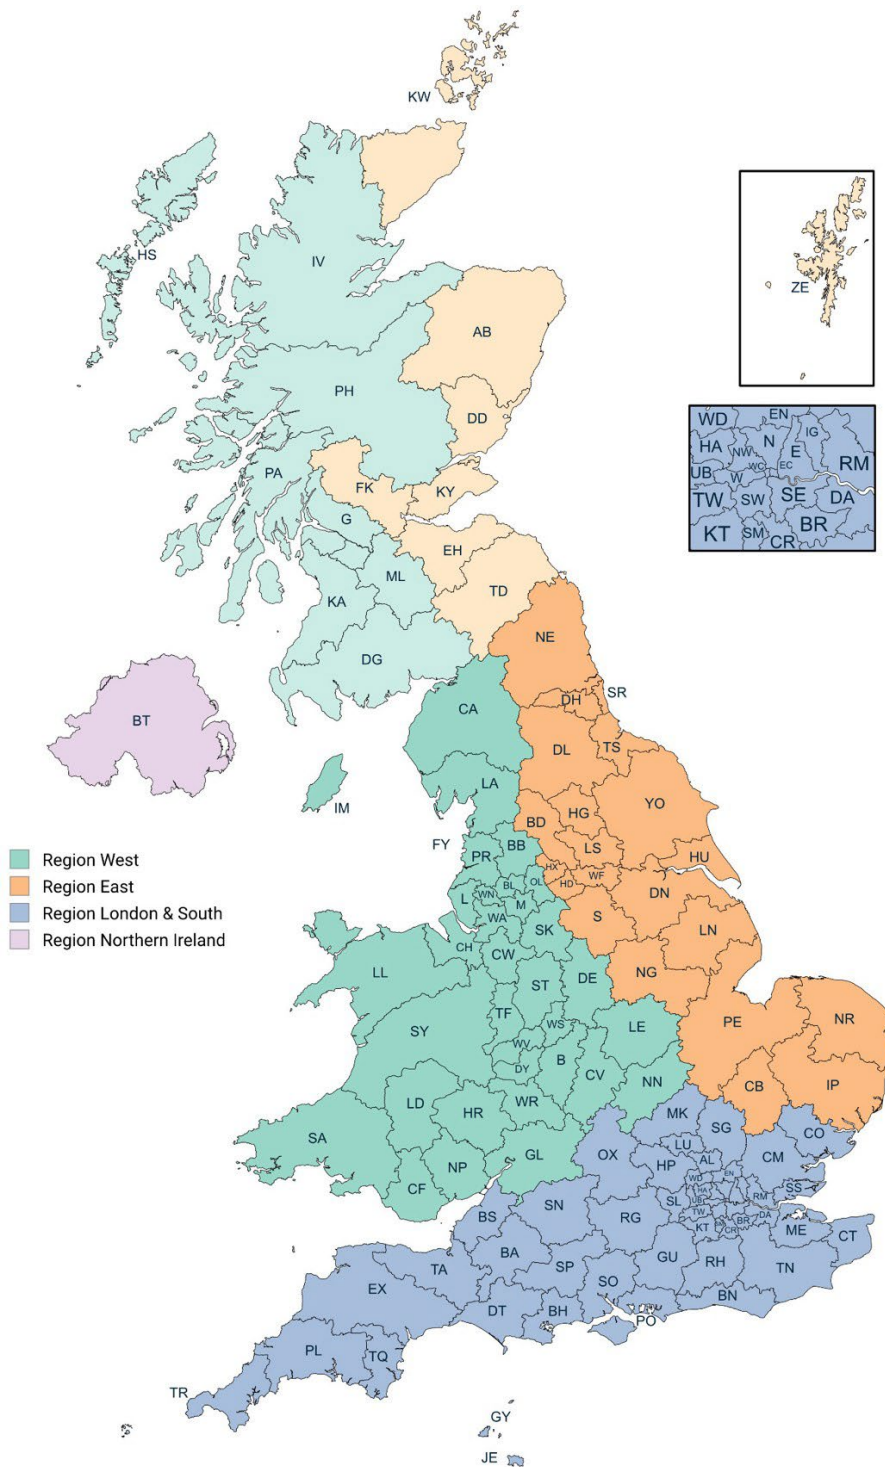 KW
HS
IV
ZE
AB
PH
DD
WD
EN
IG
HA
N
NW
E
RM
UB
WC
EC
W
TW
SW
SE
DA
KT
SM
BR
CR
PA
FK
KY
G
EH
ML
TD
KA
DG
NE
SR
DH
BT
CA
DL
TS
LA
YO
IM
HG
BD
FY
LS
BB
PR
HU
Region West
Region East
Region London & South
Region Northern Ireland
HX
WF
HD
DN
OL
BL
WN
L
M
WA
S
LN
SK
CH
CW
NG
LL
ST
DE
TF
PE
NR
SY
WS
LE
WV
B
DY
CV
NN
CB
IP
LD
HR
WR
MK
SG
CO
SA
NP
GL
OX
LU
CM
CF
HP
AL
EN
WD
HA
SS
SN
SL
UB
RM
BS
RG
TW
DA
KT
CR
BR
ME
CT
BA
GU
RH
TN
TA
SP
EX
SO
BN
DT
BH
PO
PL
TQ
TR
GY
JE